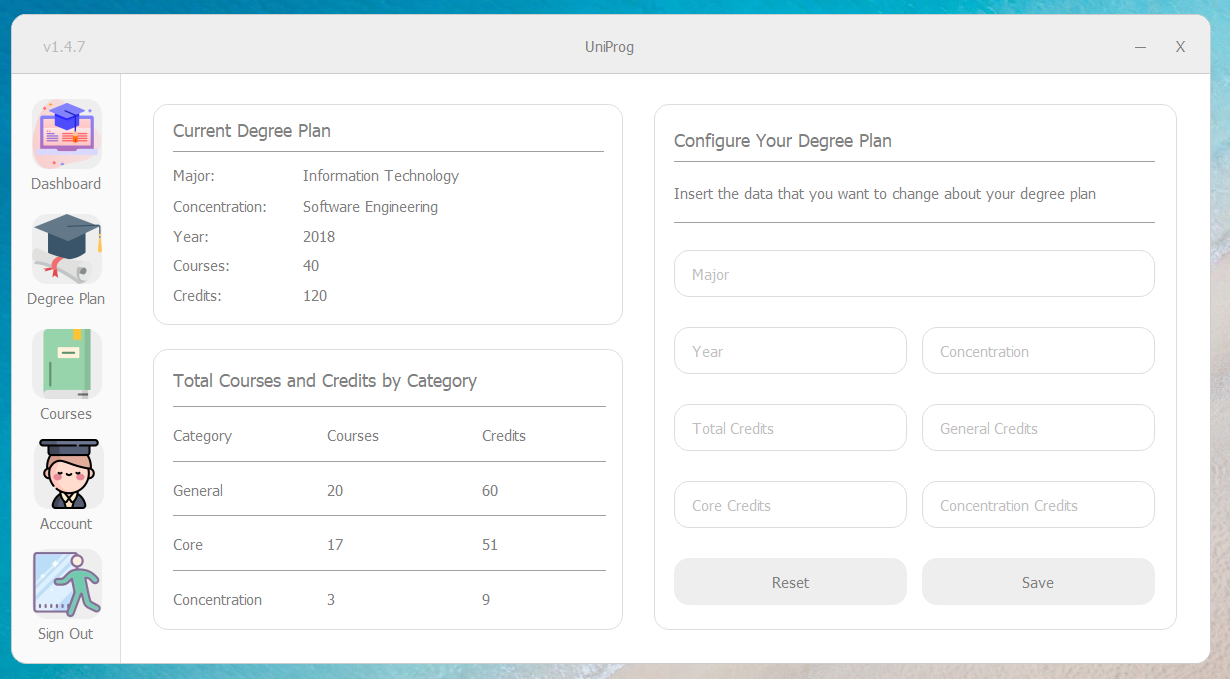 v1.4.7
UniProg
X
Dashboard
Degree Plan
Courses
Account
Sign Out
Current Degree Plan
Major: Information Technology
Concentration: Software Engineering
Year: 2018
Courses: 40
Credits: 120
Total Courses and Credits by Category
Category Courses Credits
General 20 60
Core 17 51
Concentration 3 9
Configure Your Degree Plan
Insert the data that you want to change about your degree plan
Major
Year Concentration
Total Credits General Credits
Core Credits Concentration Credits
Reset Save